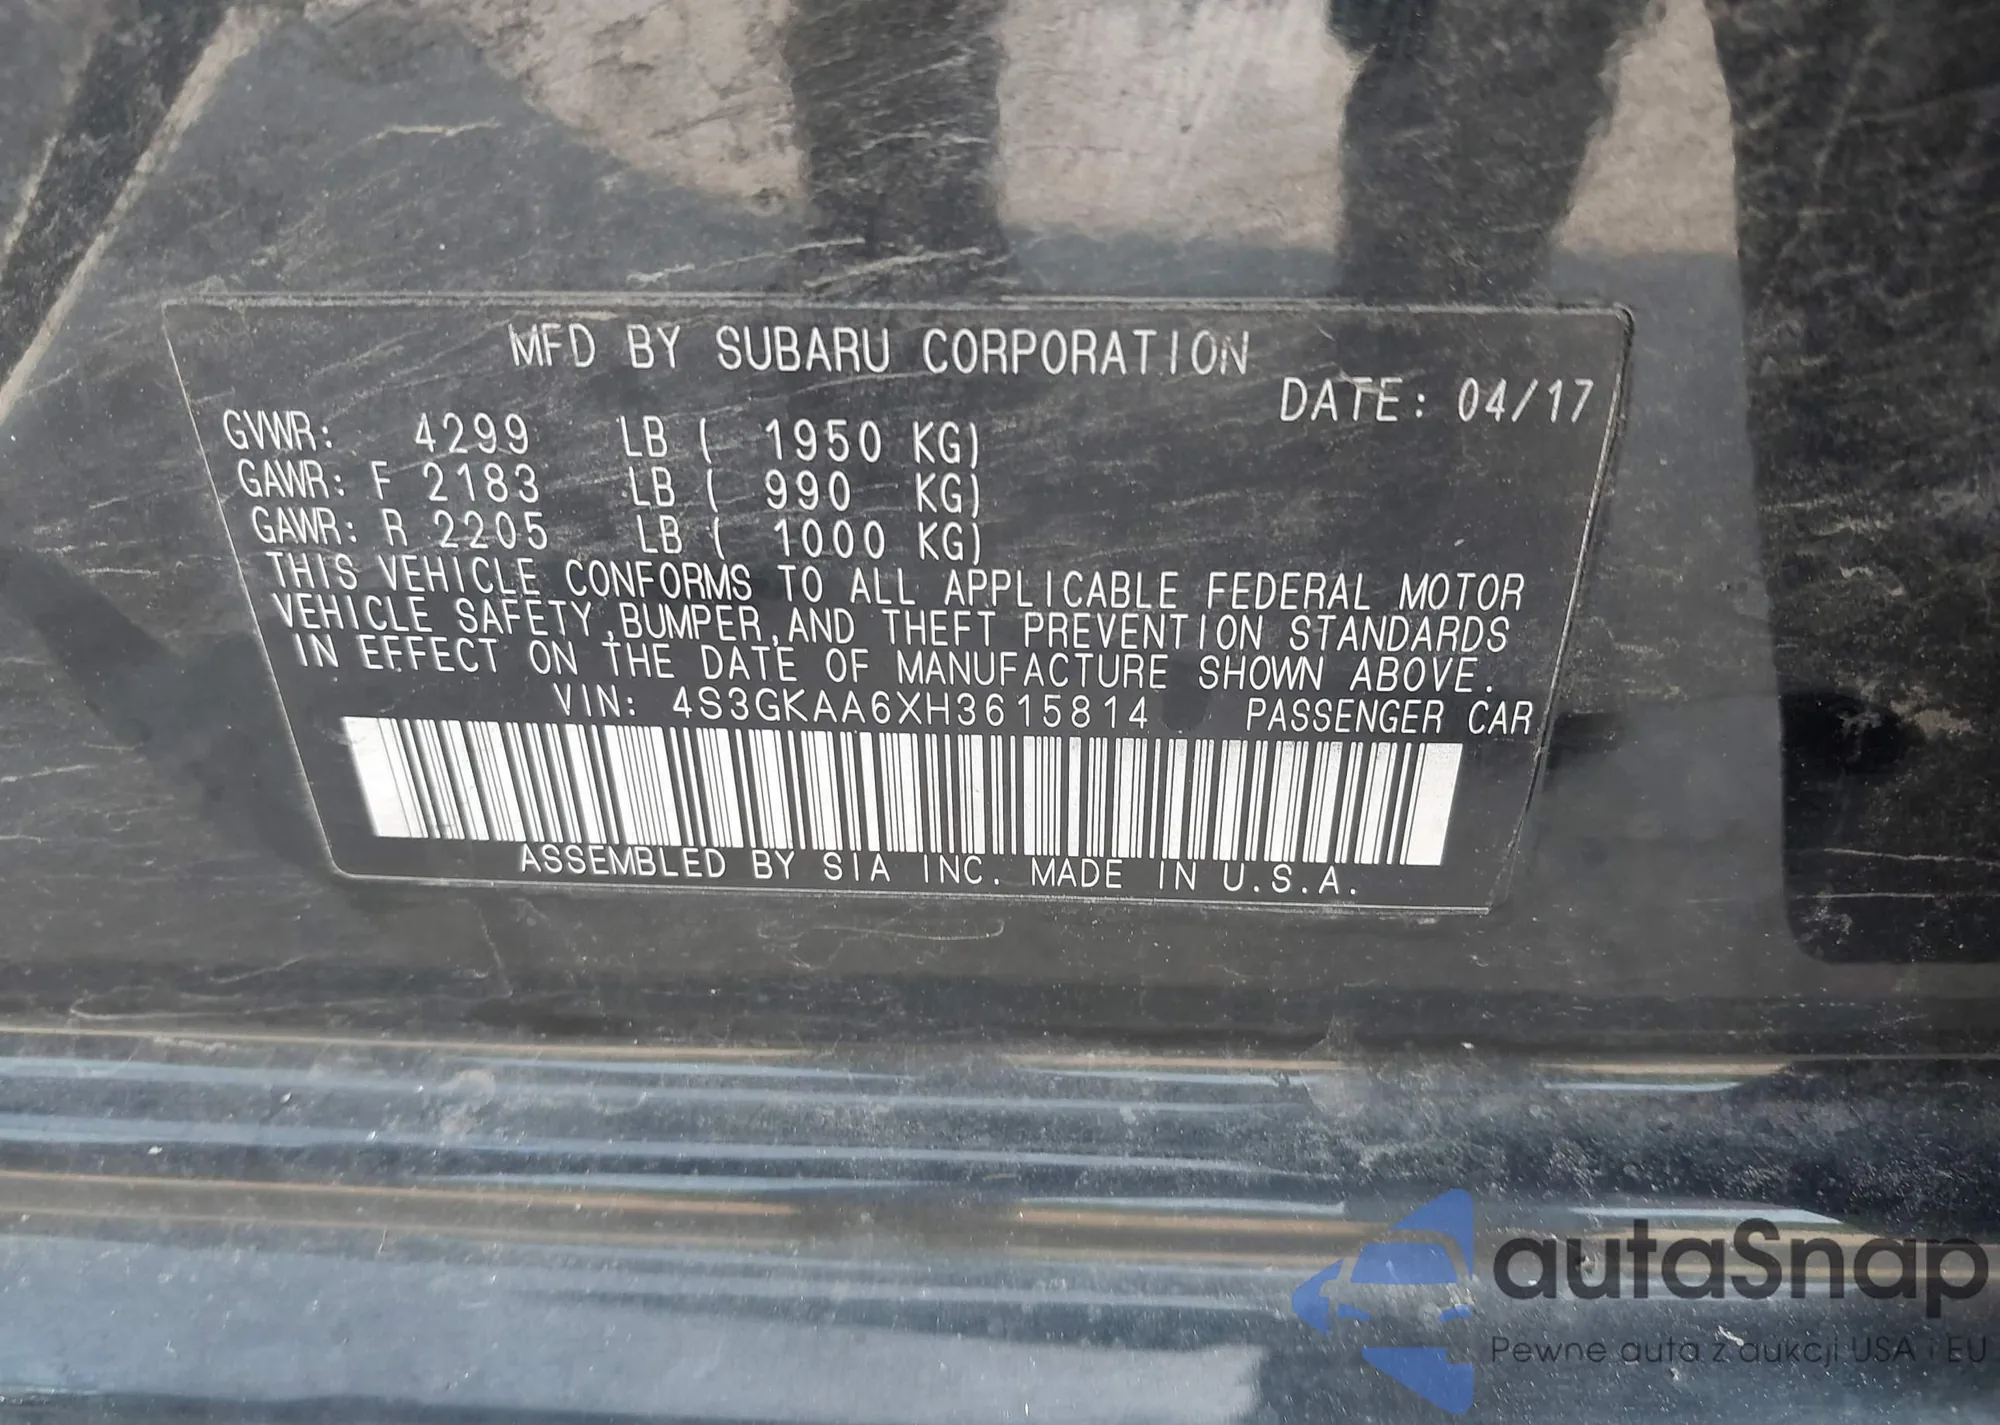 MFD BY SUBARU CORPORATION
DATE: 04/17
GVWR: 4299 LB ( 1950 KG)
GAWR: F 2183 LB ( 990 KG)
GAWR: R 2205 LB ( 1000 KG)
THIS VEHICLE CONFORMS TO ALL APPLICABLE FEDERAL MOTOR
VEHICLE SAFETY,BUMPER,AND THEFT PREVENTION STANDARDS
IN EFFECT ON THE DATE OF MANUFACTURE SHOWN ABOVE.
VIN: 4S3GKAA6XH3615814 PASSENGER CAR
ASSEMBLED BY SIA INC. MADE IN U.S.A.
autaSnap
Pewne auta z aukcji USA i EU